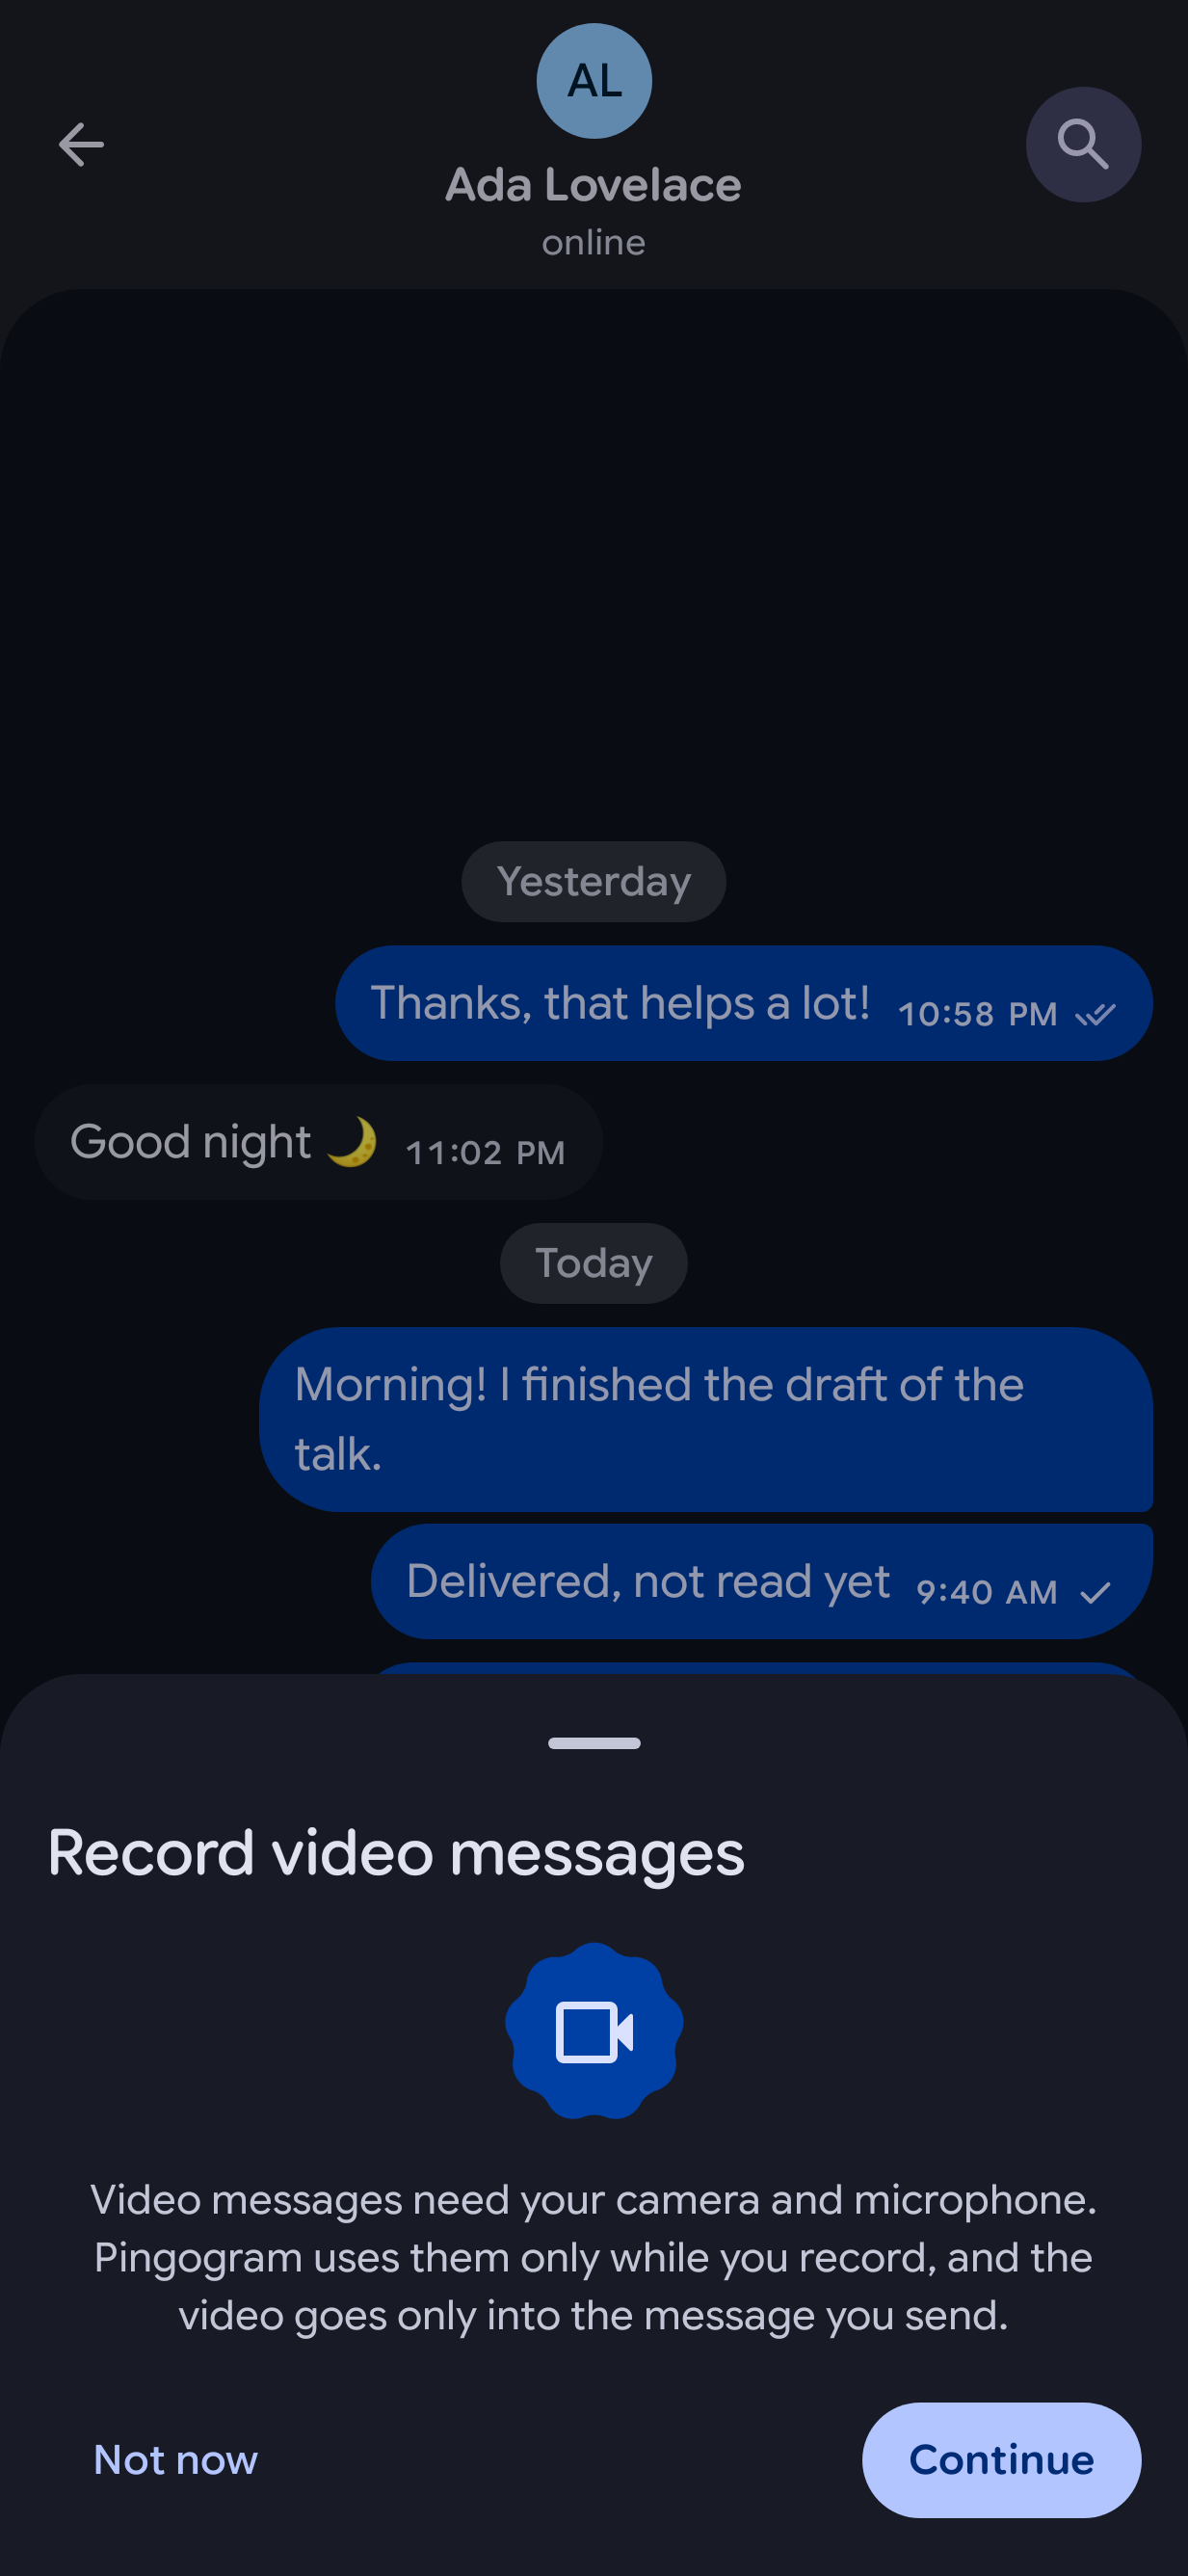 AL
Ada Lovelace
online
Yesterday
Thanks, that helps a lot! 10:58 PM
Good night 🌙 11:02 PM
Today
Morning! I finished the draft of the
talk.
Delivered, not read yet 9:40 AM
Record video messages
Video messages need your camera and microphone.
Pingogram uses them only while you record, and the
video goes only into the message you send.
Not now
Continue